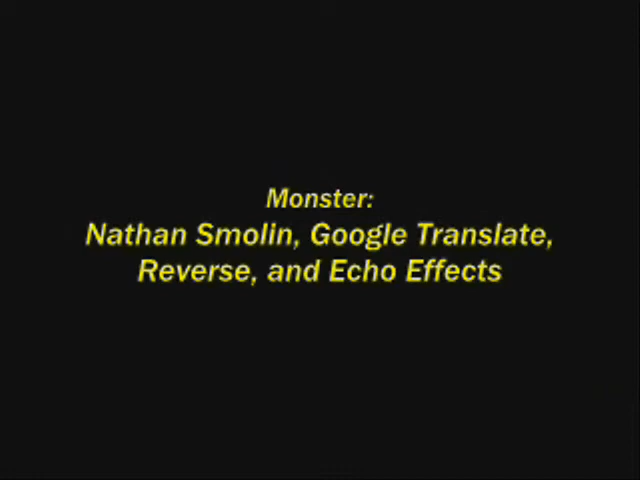 Monster:
Nathan Smolin, Google Translate,
Reverse, and Echo Effects